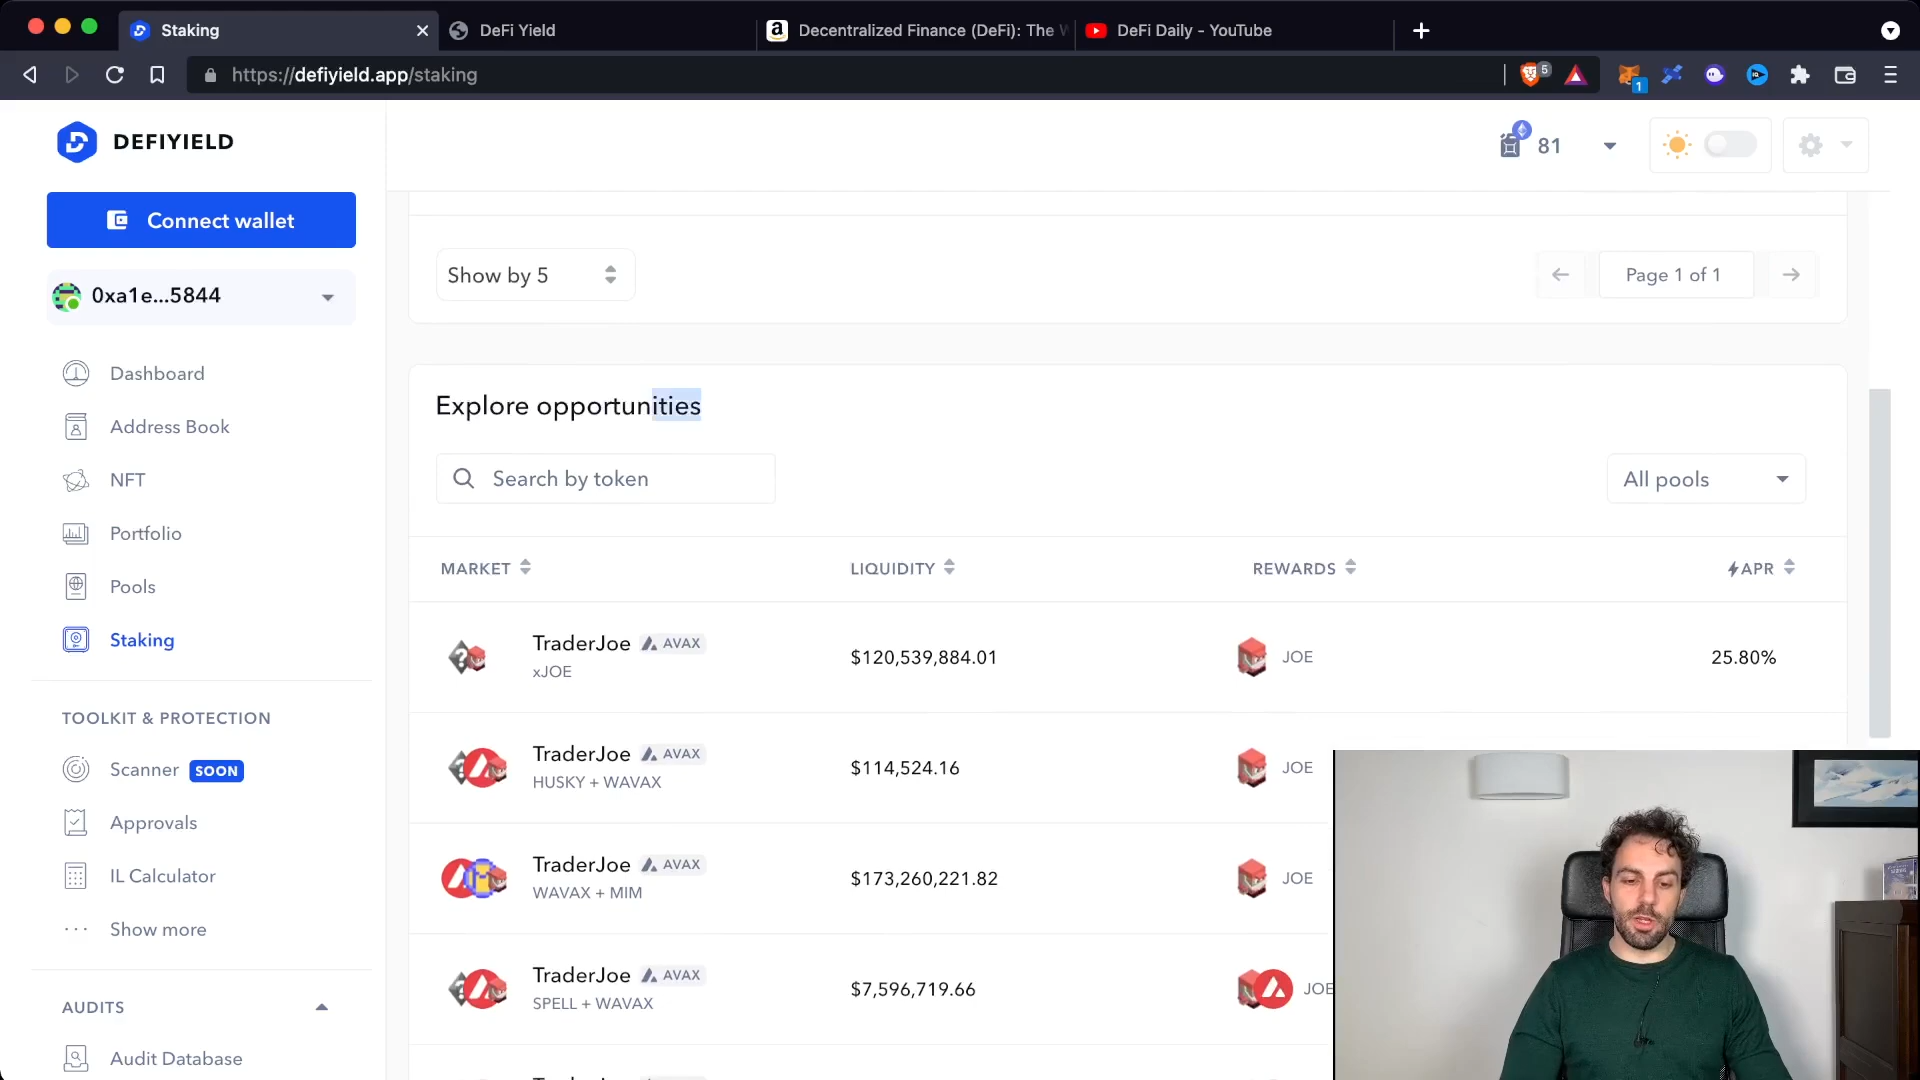 Staking
DeFi Yield
Decentralized Finance (DeFi): The W
DeFi Daily - YouTube
https://defiyield.app/staking
5
1
DEFIYIELD
81
Connect wallet
0xa1e...5844
Show by 5
Page 1 of 1
Dashboard
Address Book
NFT
Portfolio
Pools
Staking
TOOLKIT & PROTECTION
Scanner SOON
Approvals
IL Calculator
Show more
AUDITS
Audit Database
Explore opportunities
Search by token
All pools
MARKET
LIQUIDITY
REWARDS
APR
TraderJoe AVAX
xJOE
$120,539,884.01
JOE
25.80%
TraderJoe AVAX
HUSKY + WAVAX
$114,524.16
JOE
TraderJoe AVAX
WAVAX + MIM
$173,260,221.82
JOE
TraderJoe AVAX
SPELL + WAVAX
$7,596,719.66
JOE